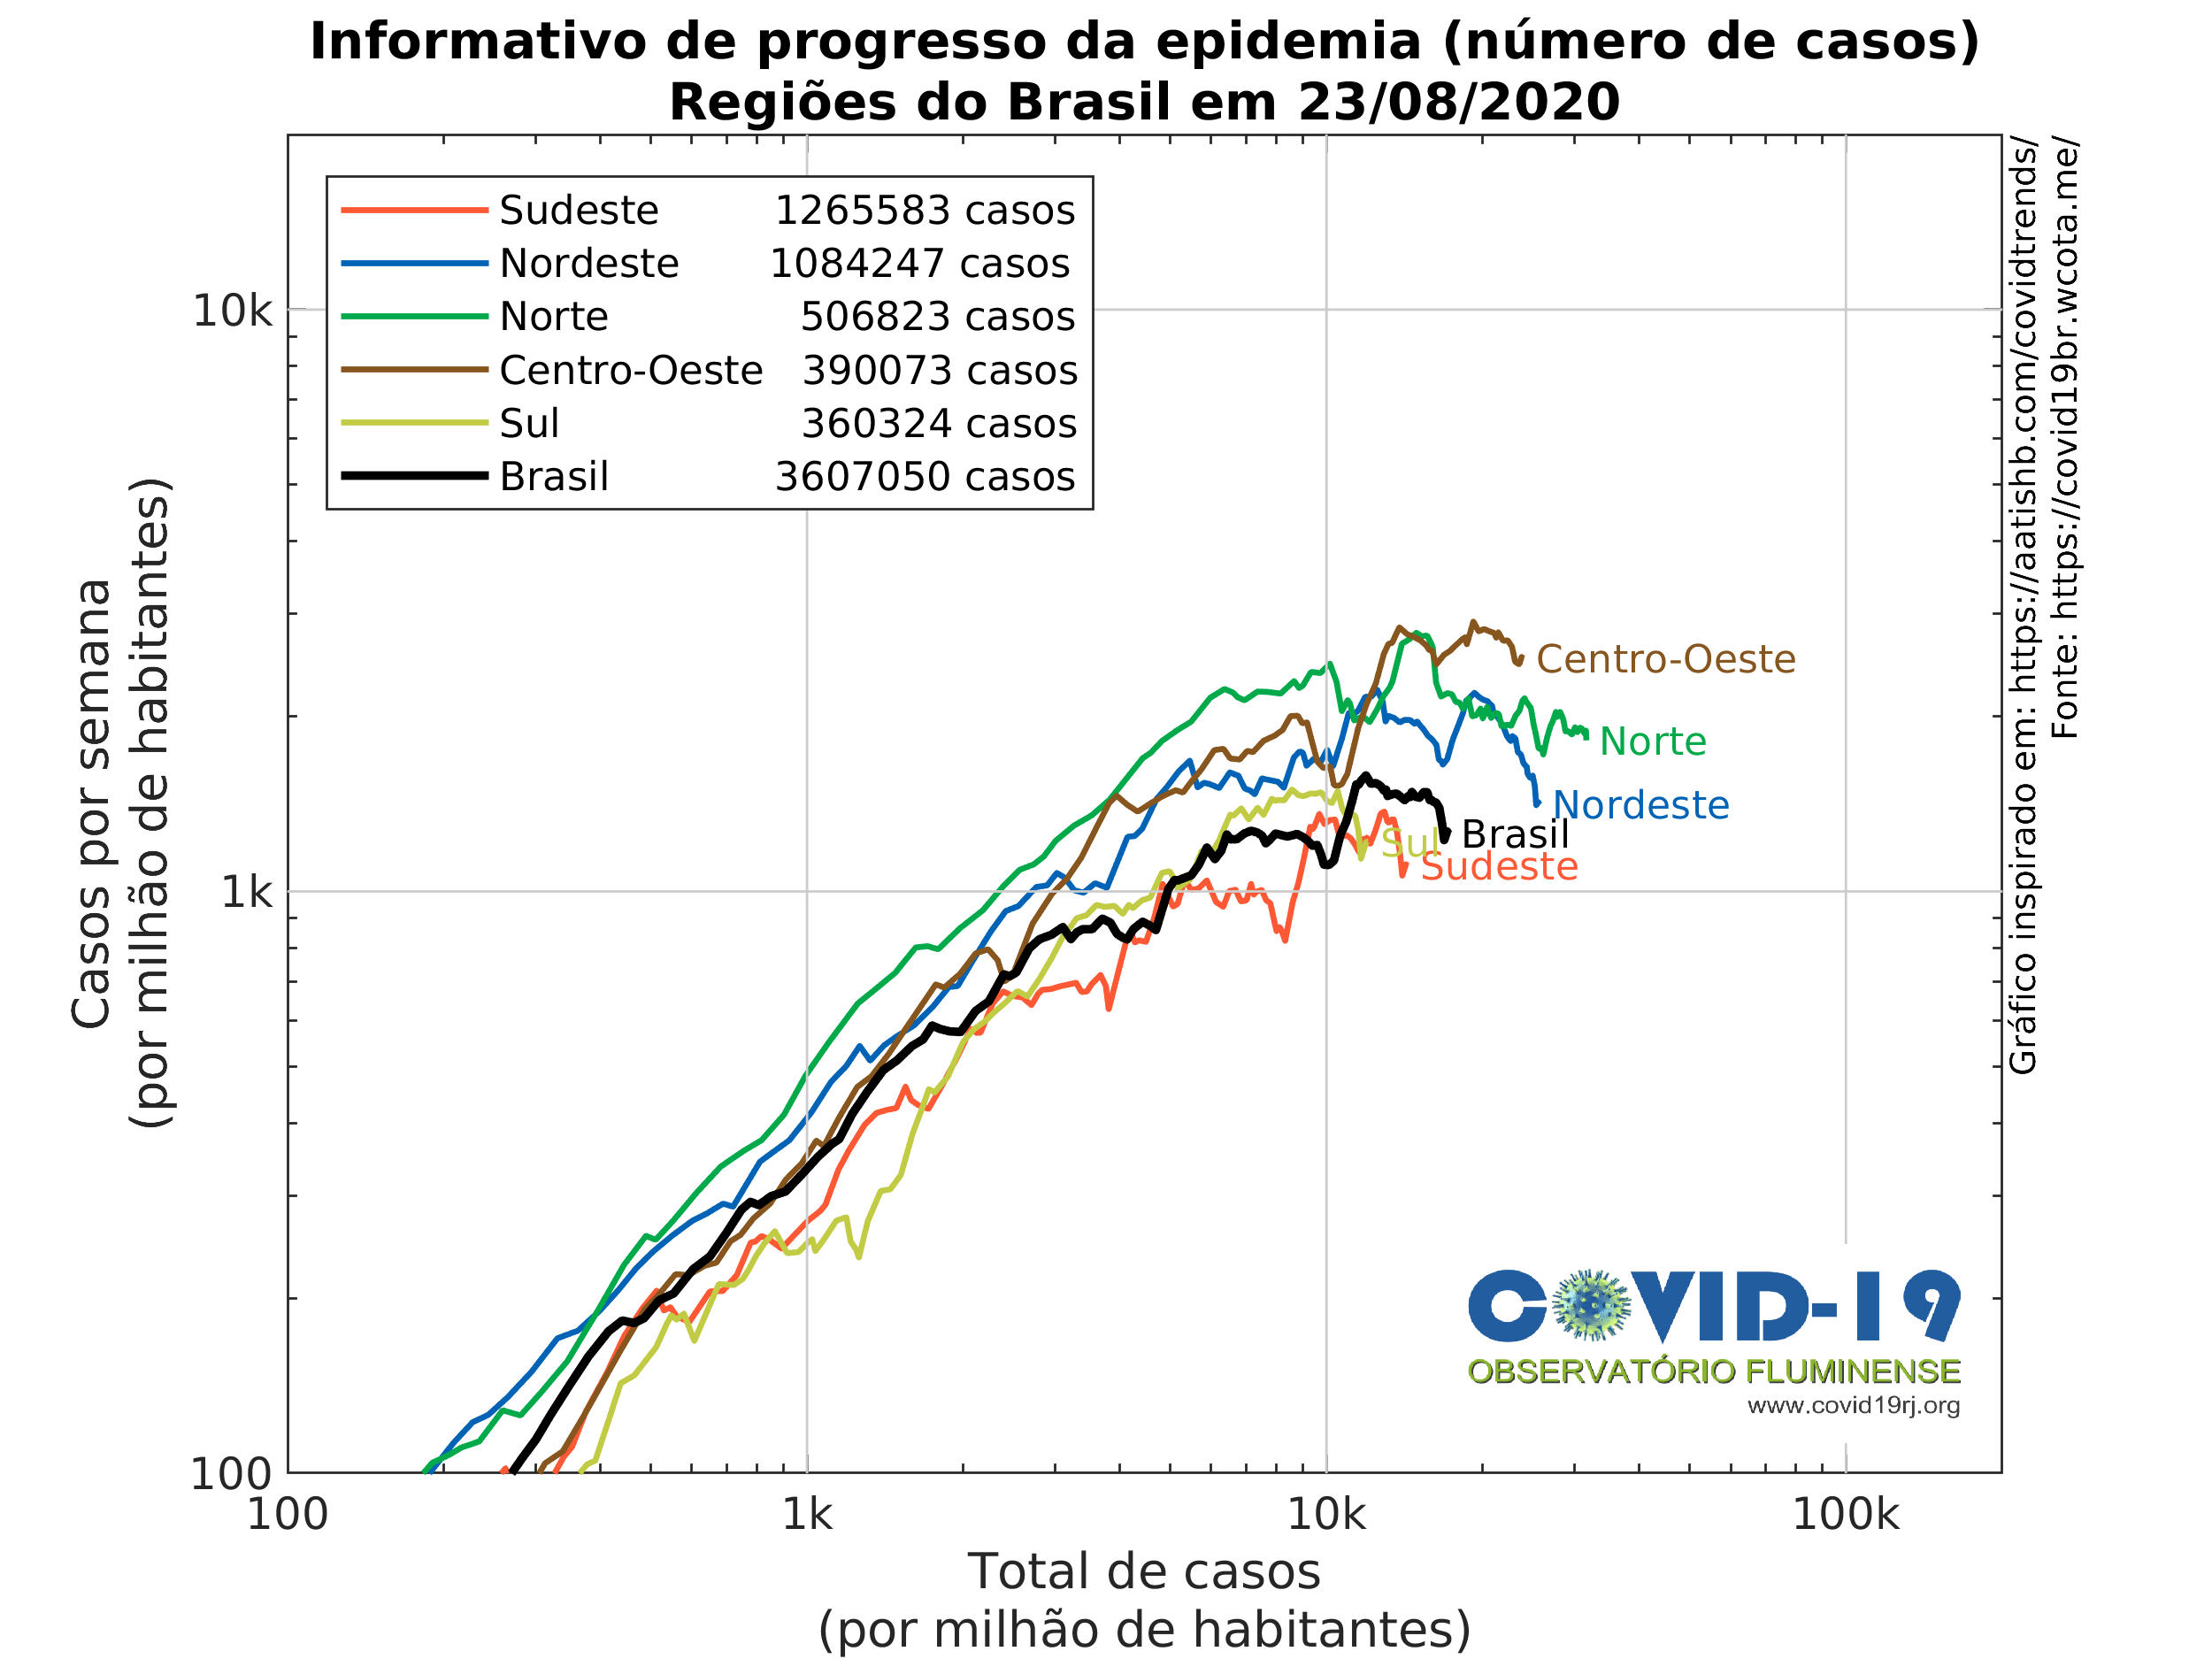 Informativo de progresso da epidemia (número de casos)
Regiões do Brasil em 23/08/2020
Sudeste 1265583 casos
Nordeste 1084247 casos
Norte 506823 casos
Centro-Oeste 390073 casos
Sul 360324 casos
Brasil 3607050 casos
10k
1k
100
Casos por semana
(por milhão de habitantes)
Centro-Oeste
Norte
Nordeste
Brasil
Sul
Sudeste
Gráfico inspirado em: https://aatishb.com/covidtrends/
Fonte: https://covid19br.wcota.me/
COVID-19
OBSERVATÓRIO FLUMINENSE
www.covid19rj.org
100
1k
10k
100k
Total de casos
(por milhão de habitantes)